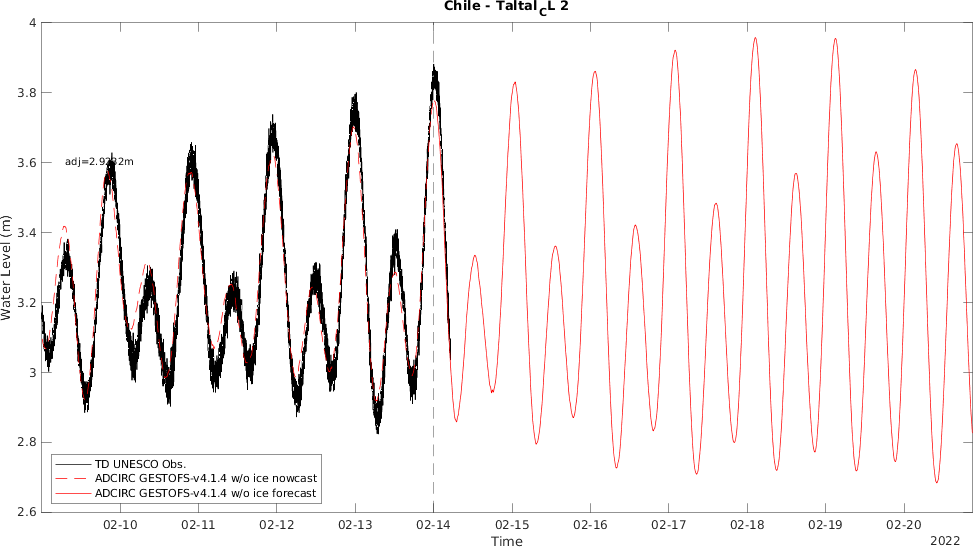 Chile - Taltal_CL 2
4
3.8
3.6
3.4
3.2
3
2.8
2.6
Water Level (m)
adj=2.9232m
TD UNESCO Obs.
ADCIRC GESTOFS-v4.1.4 w/o ice nowcast
ADCIRC GESTOFS-v4.1.4 w/o ice forecast
02-10 02-11 02-12 02-13 02-14 02-15 02-16 02-17 02-18 02-19 02-20
Time
2022